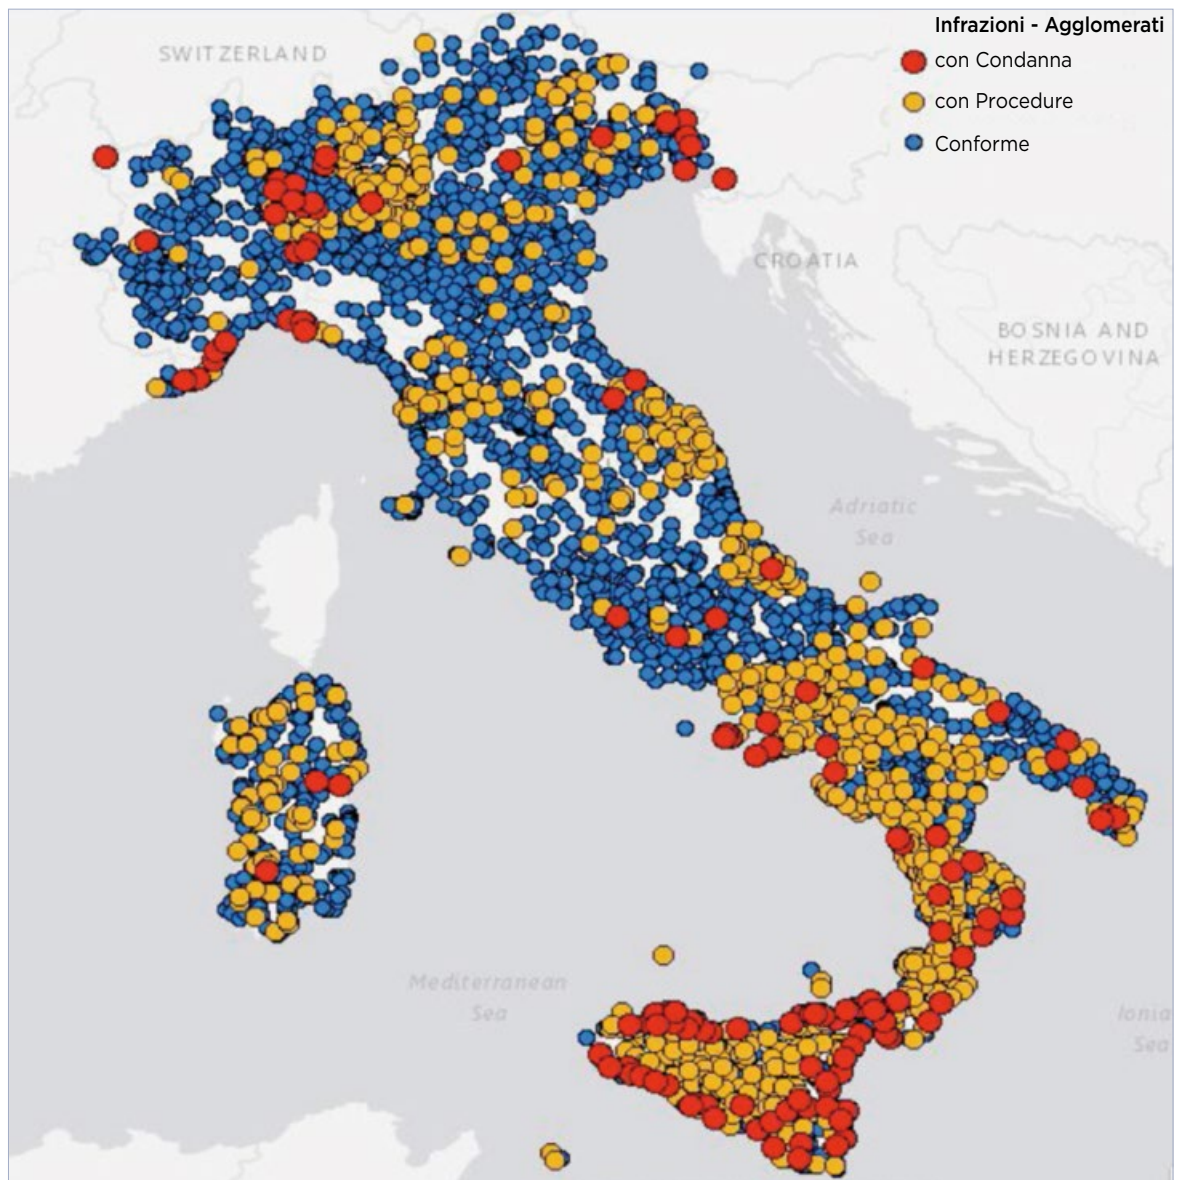 Infrazioni - Agglomerati
con Condanna
con Procedure
Conforme
SWITZERLAND
CROATIA
BOSNIA AND
HERZEGOVINA
Adriatic
Sea
Mediterranean
Sea
Ionia
Sea